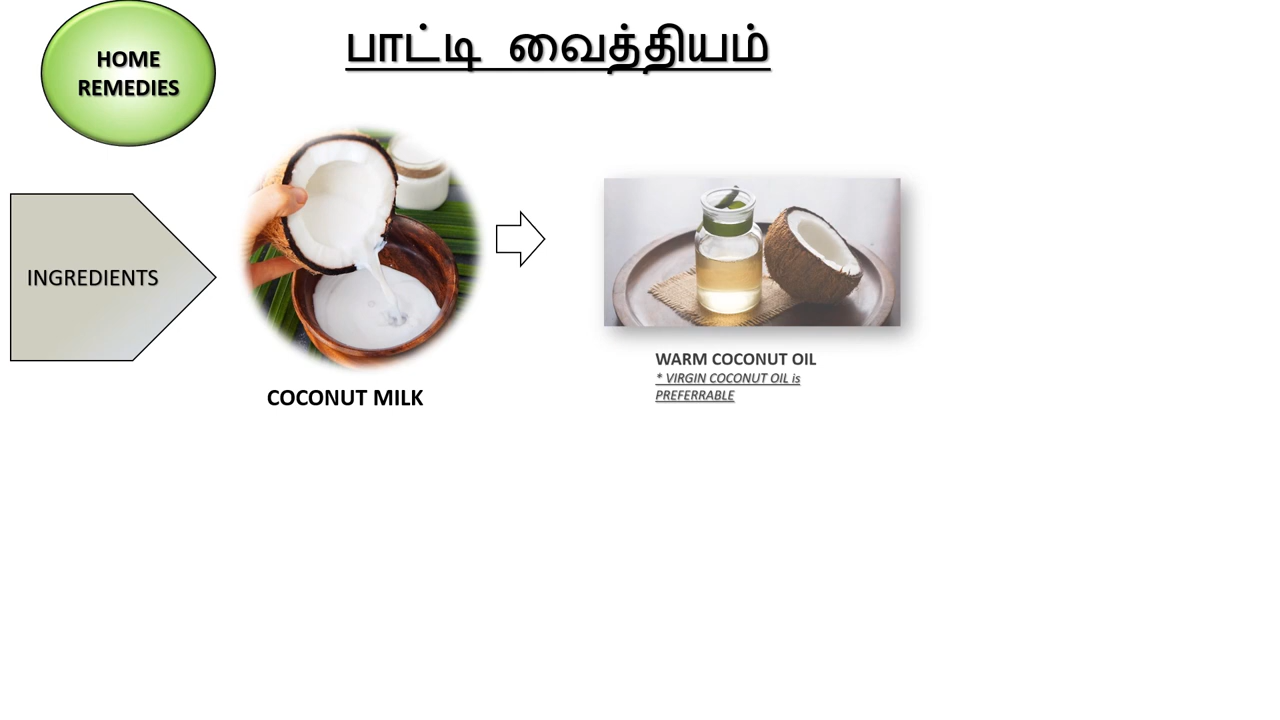 HOME
REMEDIES
பாட்டி வைத்தியம்
INGREDIENTS
COCONUT MILK
WARM COCONUT OIL
* VIRGIN COCONUT OIL is
PREFERRABLE